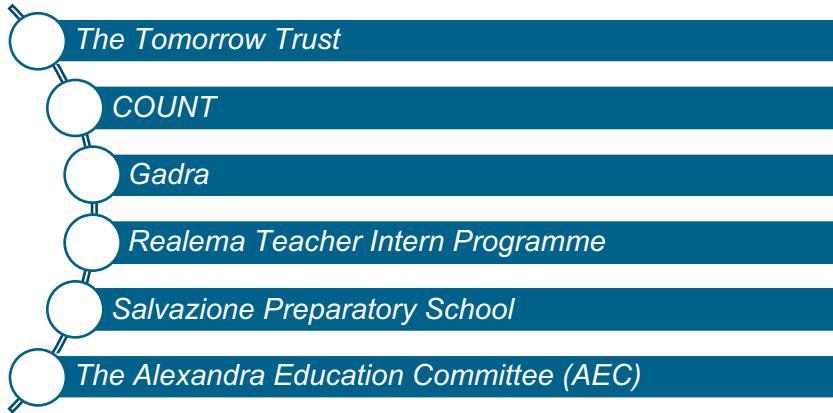 The Tomorrow Trust
COUNT
Gadra
Realema Teacher Intern Programme
Salvazione Preparatory School
The Alexandra Education Committee (AEC)